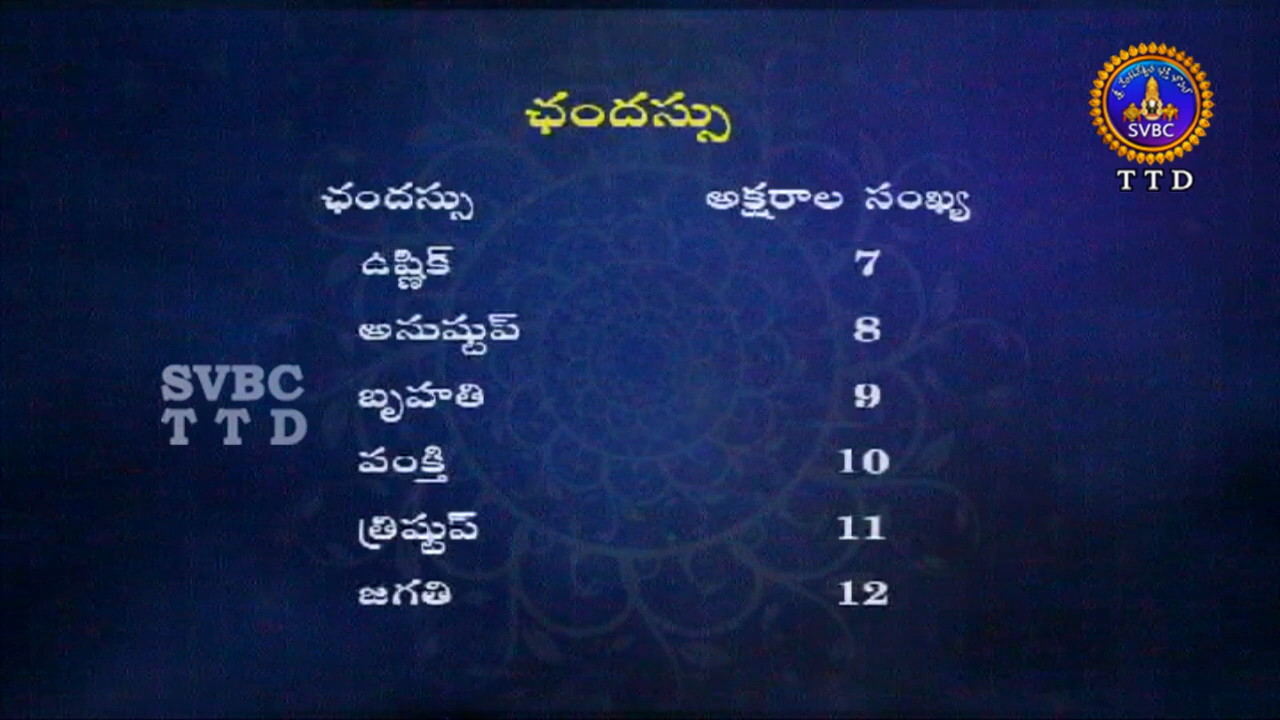 ఛందస్సు
ఛందస్సు అక్షరాల సంఖ్య
ఉష్ణిక్ 7
అనుష్టుప్ 8
బృహతి 9
పంక్తి 10
త్రిష్టుప్ 11
జగతి 12
SVBC
TTD
SVBC
TTD